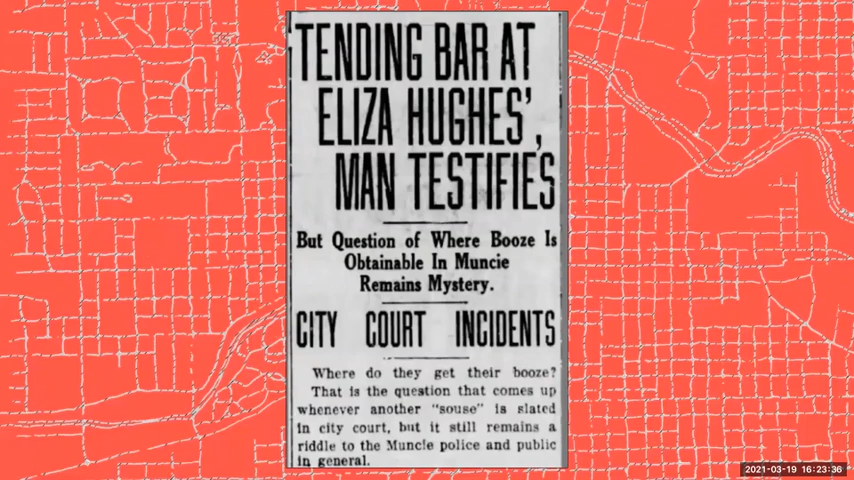 TENDING BAR AT
ELIZA HUGHES',
MAN TESTIFIES
But Question of Where Booze Is
Obtainable In Muncie
Remains Mystery.
CITY COURT INCIDENTS
Where do they get their booze?
That is the question that comes up
whenever another "souse" is slated
in city court, but it still remains a
riddle to the Muncie police and public
in general.
2021-03-19 16:23:36